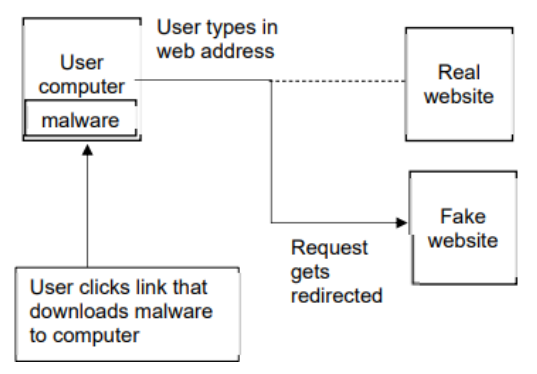 User types in
web address
User
computer
malware
Real
website
Fake
website
Request
gets
redirected
User clicks link that
downloads malware
to computer